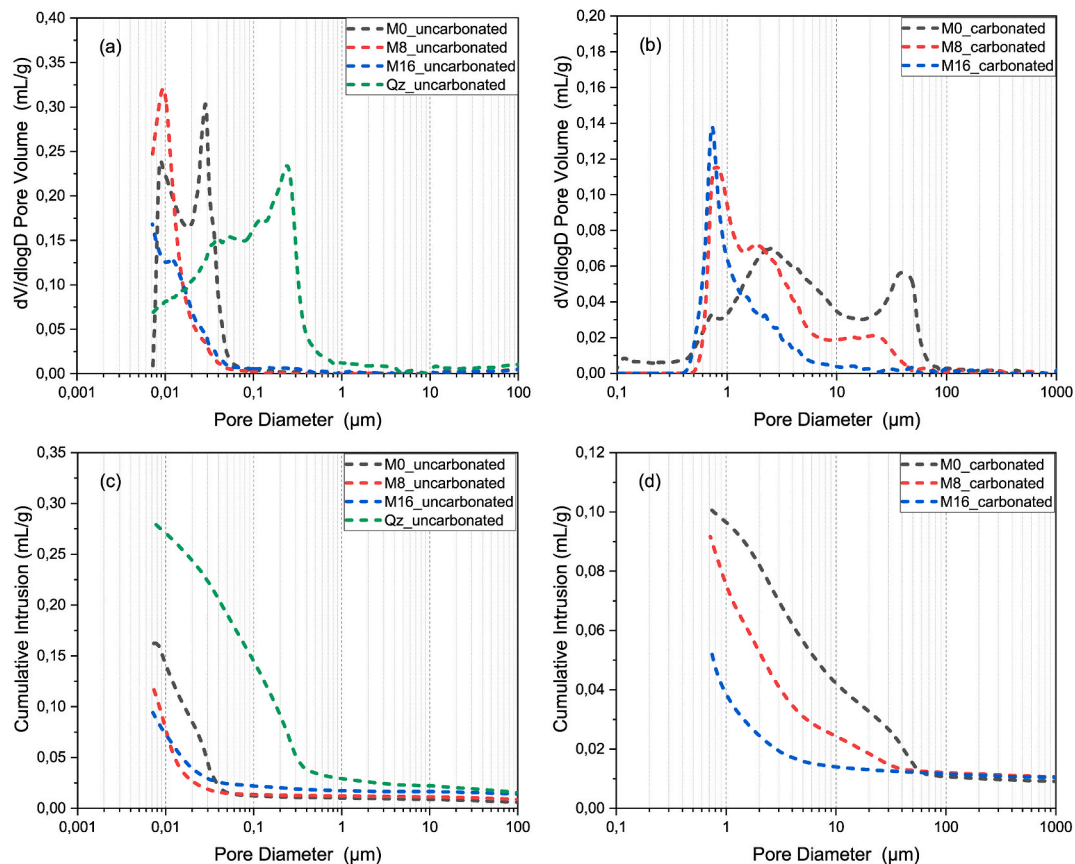 (a)
M0_uncarbonated
M8_uncarbonated
M16_uncarbonated
Qz_uncarbonated
dV/dlogD Pore Volume (mL/g)
0,40
0,35
0,30
0,25
0,20
0,15
0,10
0,05
0,00
0,001
0,01
0,1
1
10
100
Pore Diameter (µm)
(b)
M0_carbonated
M8_carbonated
M16_carbonated
dV/dlogD Pore Volume (mL/g)
0,20
0,18
0,16
0,14
0,12
0,10
0,08
0,06
0,04
0,02
0,00
0,1
1
10
100
1000
Pore Diameter (µm)
(c)
M0_uncarbonated
M8_uncarbonated
M16_uncarbonated
Qz_uncarbonated
Cumulative Intrusion (mL/g)
0,35
0,30
0,25
0,20
0,15
0,10
0,05
0,00
0,001
0,01
0,1
1
10
100
Pore Diameter (µm)
(d)
M0_carbonated
M8_carbonated
M16_carbonated
Cumulative Intrusion (mL/g)
0,12
0,10
0,08
0,06
0,04
0,02
0,00
0,1
1
10
100
1000
Pore Diameter (µm)